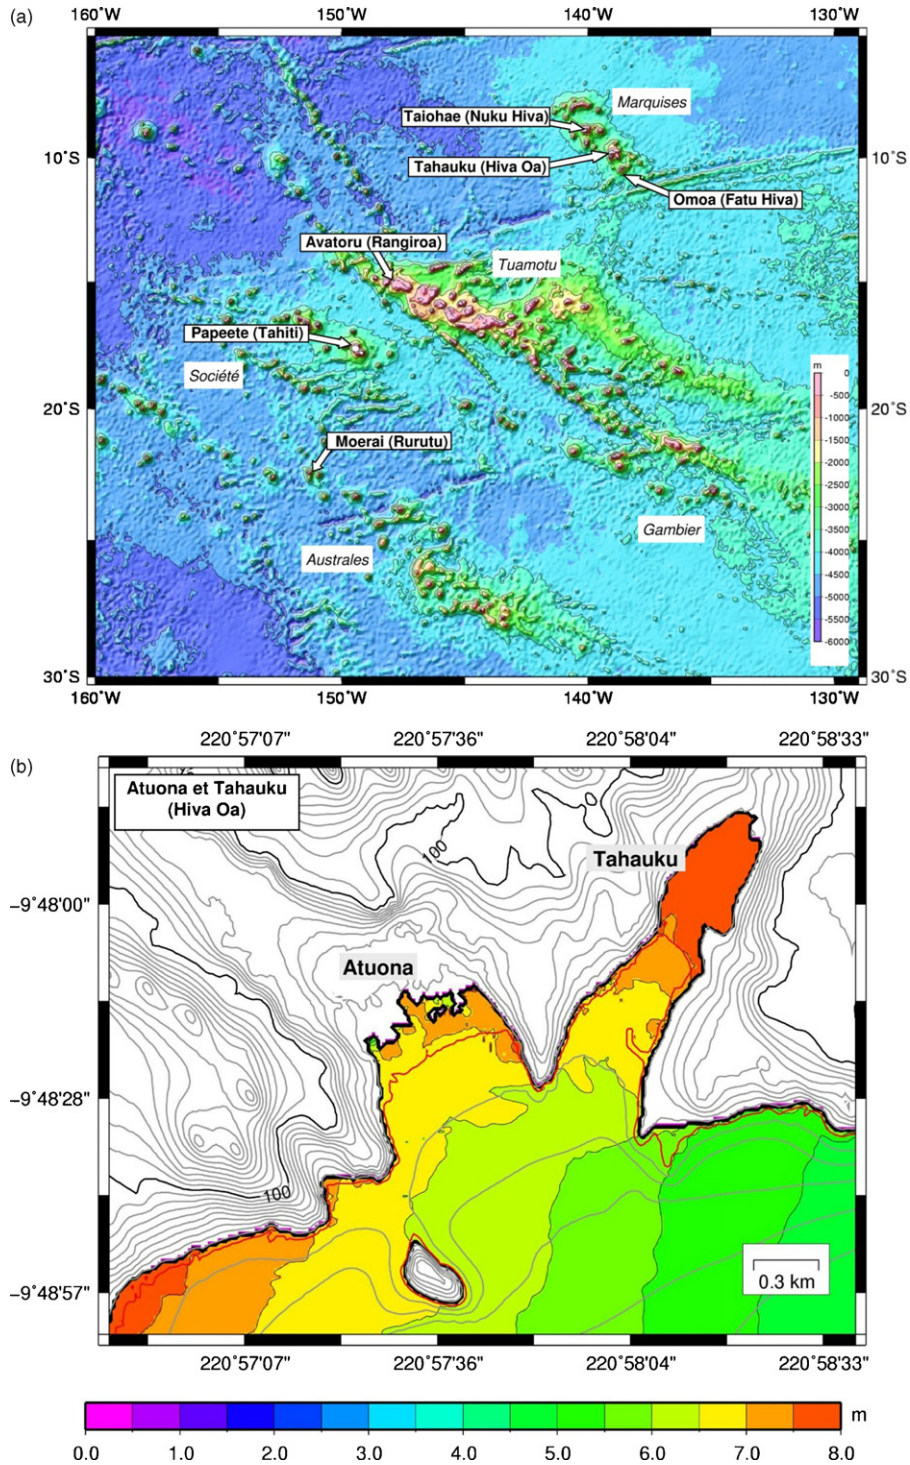 (a)
160°W 150°W 140°W 130°W
Marquises
Taiohae (Nuku Hiva)
10°S
10°S
Tahauku (Hiva Oa)
Omoa (Fatu Hiva)
Avatoru (Rangiroa)
Tuamotu
Papeete (Tahiti)
Société
m 0
-500
-1000
-1500
-2000
-2500
-3000
-3500
-4000
-4500
-5000
-5500
-6000
20°S
20°S
Moerai (Rurutu)
Gambier
Australes
30°S
30°S
160°W 150°W 140°W 130°W
(b)
220°57'07" 220°57'36" 220°58'04" 220°58'33"
Atuona et Tahauku
(Hiva Oa)
100
Tahauku
−9°48'00"
Atuona
−9°48'28"
100
−9°48'57"
0.3 km
220°57'07" 220°57'36" 220°58'04" 220°58'33"
m
0.0 1.0 2.0 3.0 4.0 5.0 6.0 7.0 8.0